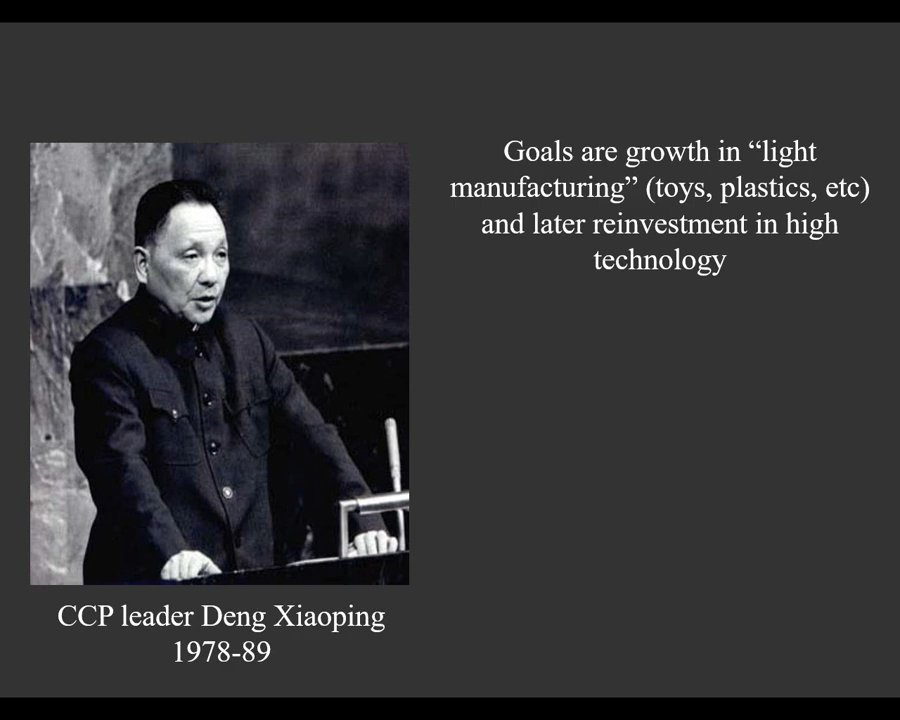 Goals are growth in “light
manufacturing” (toys, plastics, etc)
and later reinvestment in high
technology
CCP leader Deng Xiaoping
1978-89